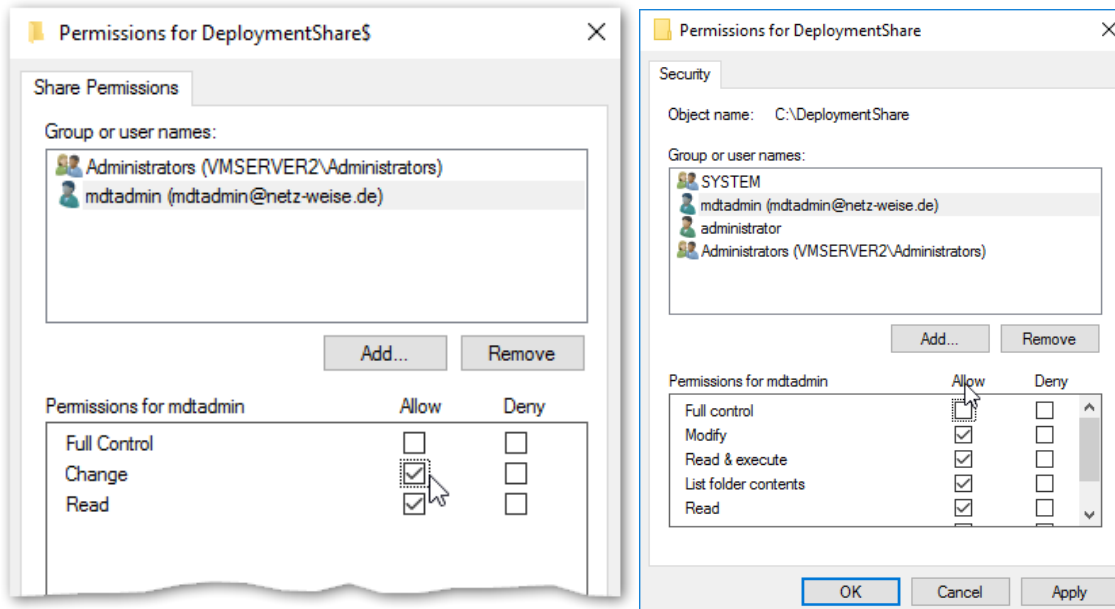 Permissions for DeploymentShare$
Share Permissions
Group or user names:
Administrators (VMSERVER2\Administrators)
mdtadmin (mdtadmin@netz-weise.de)
Add...
Remove
Permissions for mdtadmin
Allow
Deny
Full Control
Change
Read
Permissions for DeploymentShare
Security
Object name: C:\DeploymentShare
Group or user names:
SYSTEM
mdtadmin (mdtadmin@netz-weise.de)
administrator
Administrators (VMSERVER2\Administrators)
Add...
Remove
Permissions for mdtadmin
Allow
Deny
Full control
Modify
Read & execute
List folder contents
Read
OK
Cancel
Apply